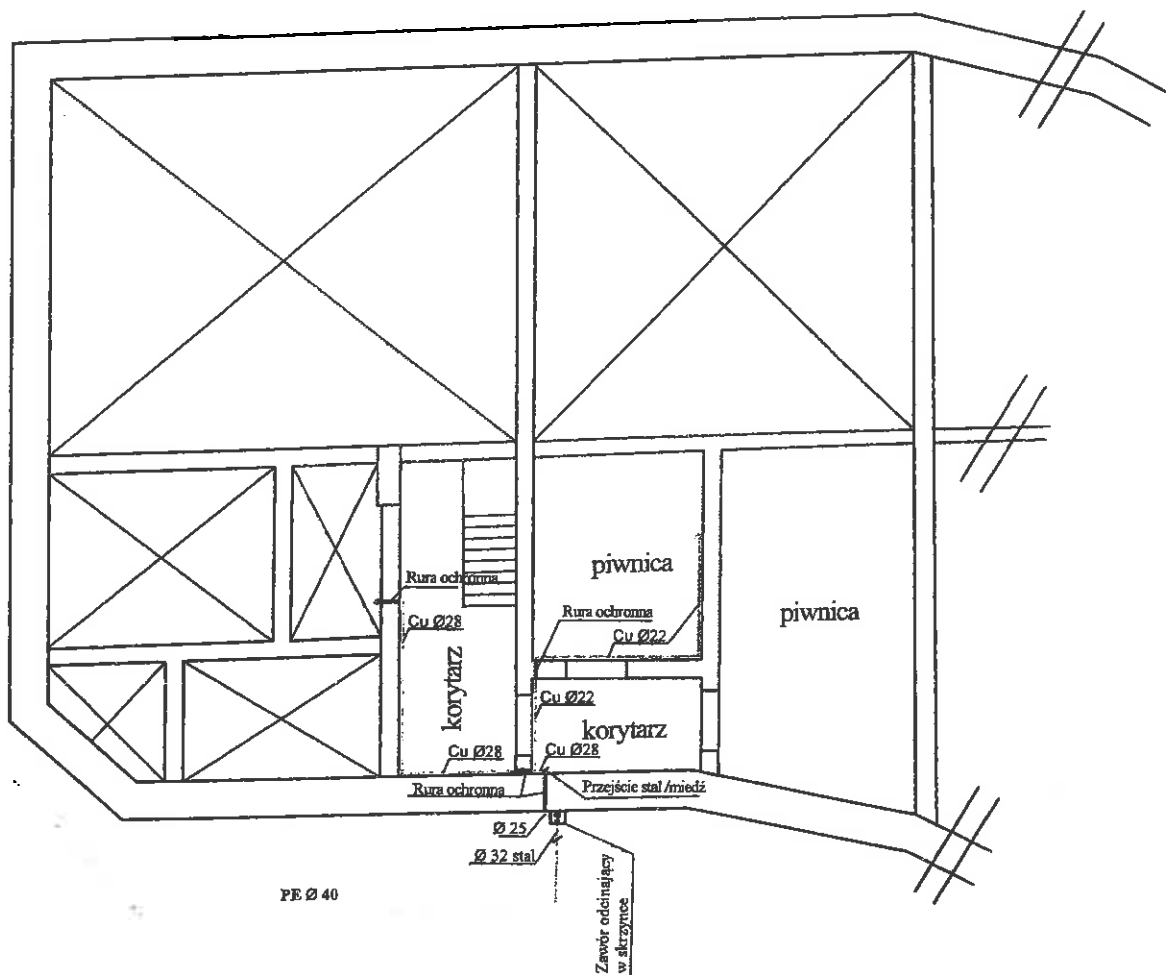 piwnica
piwnica
Rura ochronna
Rura ochronna
Cu Ø28
Cu Ø22
korytarz
Cu Ø22
korytarz
Cu Ø28
Cu Ø28
Rura ochronna
Przejście stal /miedź
Ø 25
Ø 32 stal
PE Ø 40
Zawór odcinający
w skrzynce